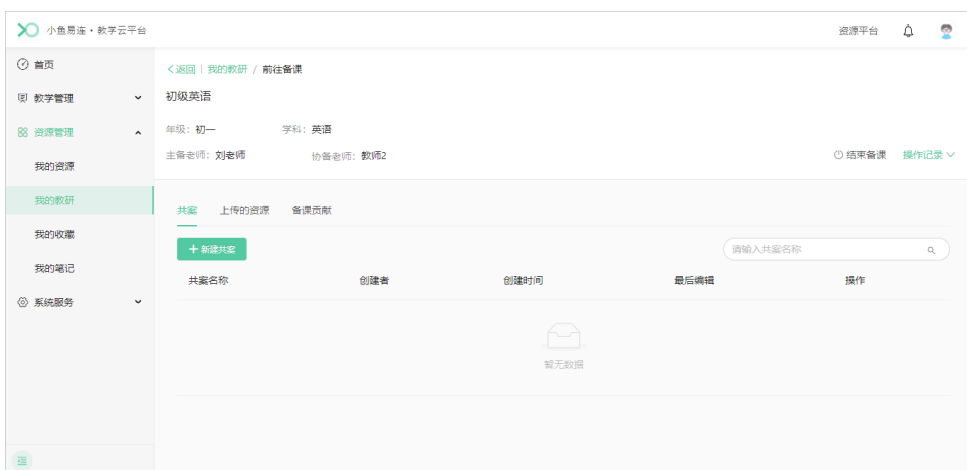 小鱼易连·教学云平台 资源平台
首页
教学管理
资源管理
我的资源
我的教研
我的收藏
我的笔记
系统服务
<返回 | 我的教研 / 前往备课
初级英语
年级: 初一 学科: 英语
主备老师: 刘老师 协备老师: 教师2 结束备课 操作记录
共案 上传的资源 备课贡献
+ 新建共案 请输入共案名称
共案名称 创建者 创建时间 最后编辑 操作
暂无数据